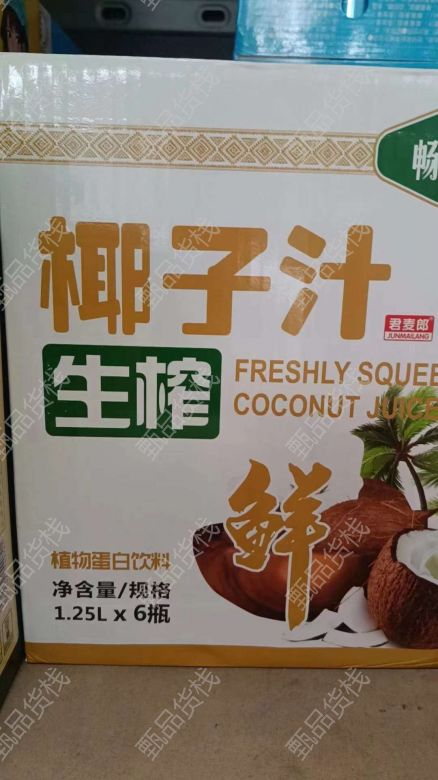 畅
椰子汁
君麦郎
JUNMAILANG
生榨
FRESHLY SQUEE
COCONUT JUICE
鲜
植物蛋白饮料
净含量/规格
1.25L x 6瓶
甄品货栈